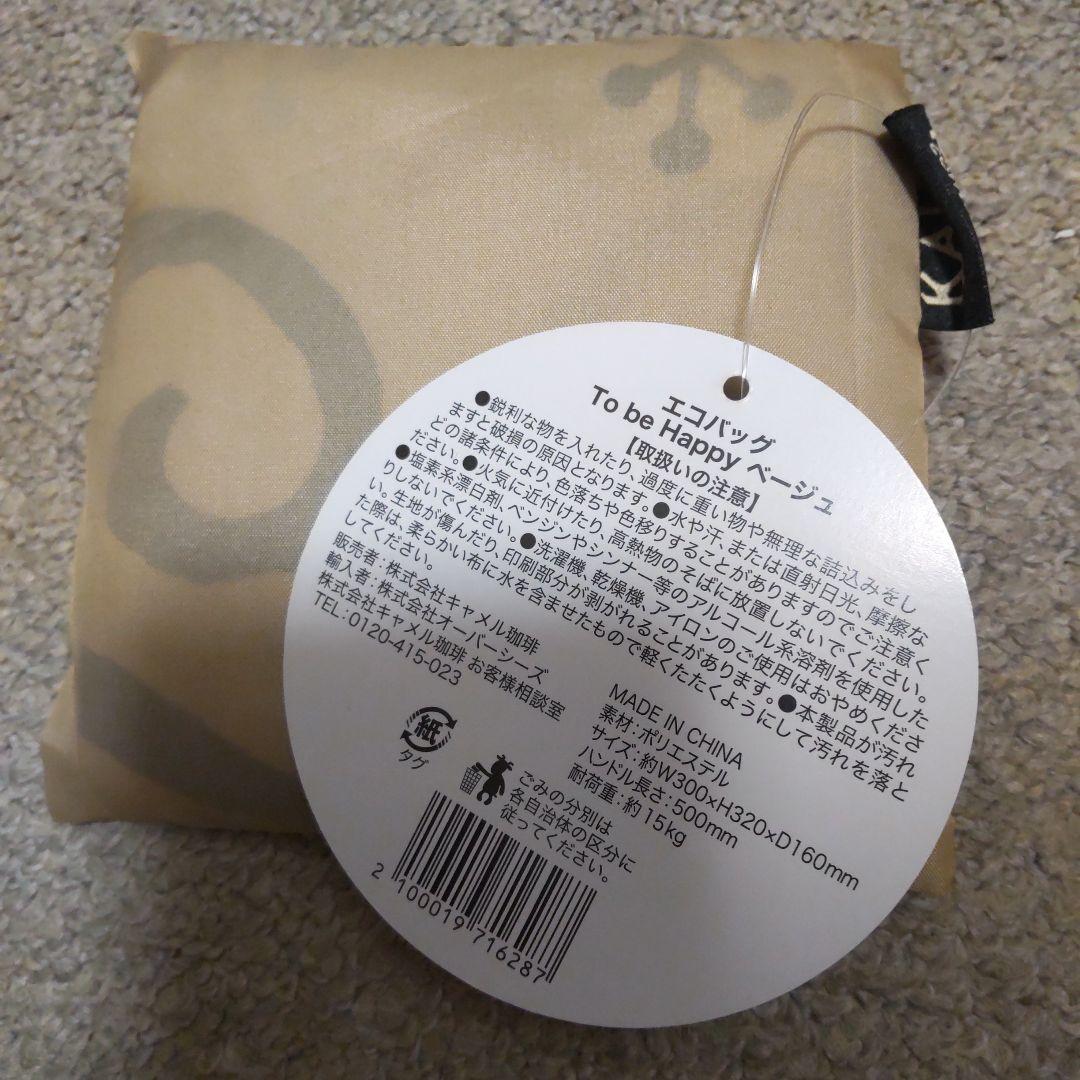 KA
エコバッグ
To be Happy ベージュ
【取扱いの注意】
●鋭利な物を入れたり、過度に重い物や無理な詰込みをし
ますと破損の原因となります。●水や汗、または直射日光、摩擦な
どの諸条件により、色落ちや色移りすることがありますのでご注意く
ださい。●火気に近付けたり、高熱物のそばに放置しないでください。
●塩素系漂白剤、ベンジンやシンナー等のアルコール系溶剤を使用した
りしないでください。●洗濯機、乾燥機、アイロンのご使用はおやめくださ
い。生地が傷んだり、印刷部分が剥がれることがあります。●本製品が汚れ
た際は、柔らかい布に水を含ませたもので軽くたたくようにして汚れを落と
してください。
販売者：株式会社キャメル珈琲
輸入者：株式会社オーバーシーズ
株式会社キャメル珈琲 お客様相談室
TEL：0120-415-023
MADE IN CHINA
素材：ポリエステル
サイズ：約W300×H320×D160mm
ハンドル長さ：500mm
耐荷重：約15kg
紙
タグ
ごみの分別は
各自治体の区分に
従ってください。
2 100019 716287